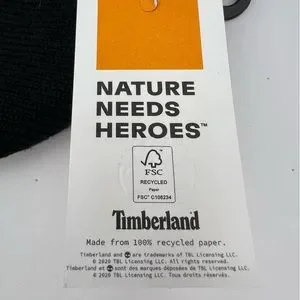 NATURE
NEEDS
HEROES™
FSC
RECYCLED
Paper
FSC® C108234
Timberland
Made from 100% recycled paper.
Timberland and are trademarks of TBL Licensing LLC.
© 2020 TBL Licensing LLC. All rights reserved.
Timberland et sont des marques déposées de TBL Licensing LLC.
© 2020 TBL Licensing LLC. Tous droits réservés.